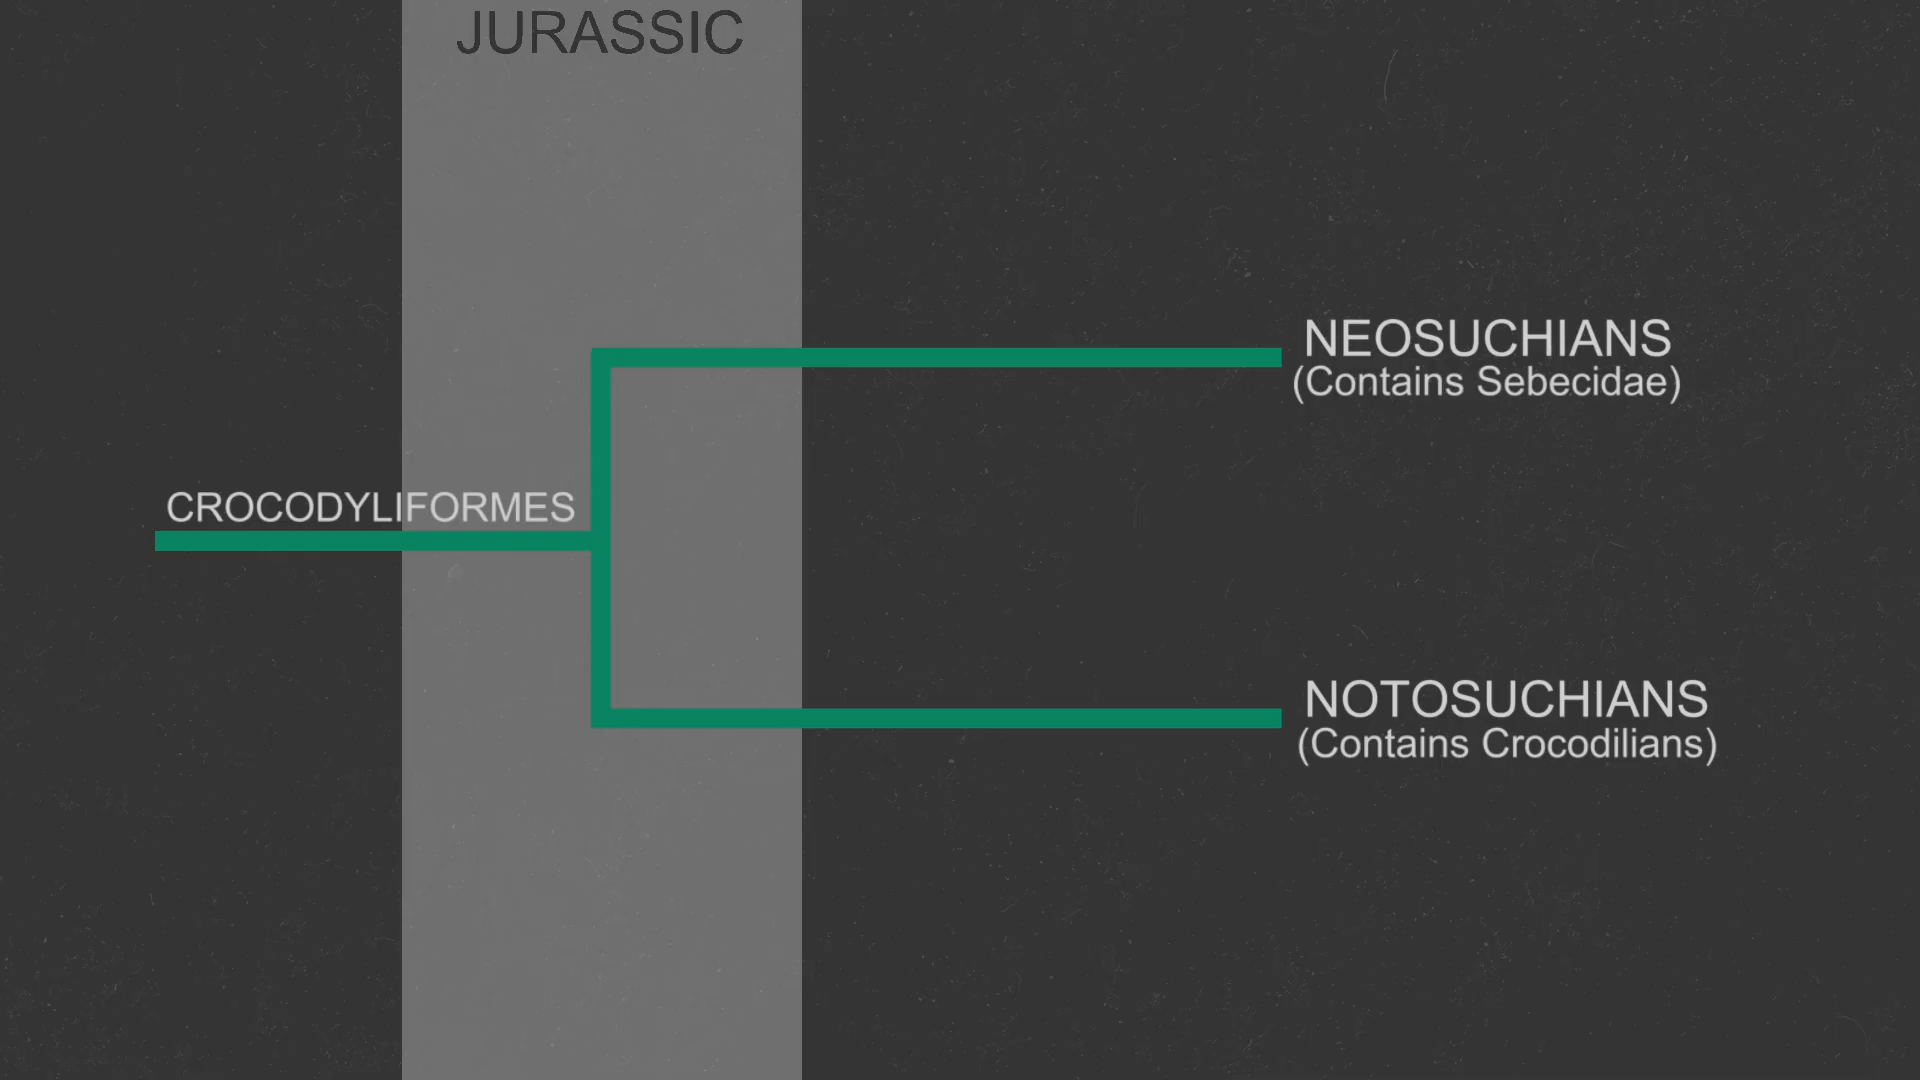 JURASSIC
NEOSUCHIANS
(Contains Sebecidae)
CROCODYLIFORMES
NOTOSUCHIANS
(Contains Crocodilians)